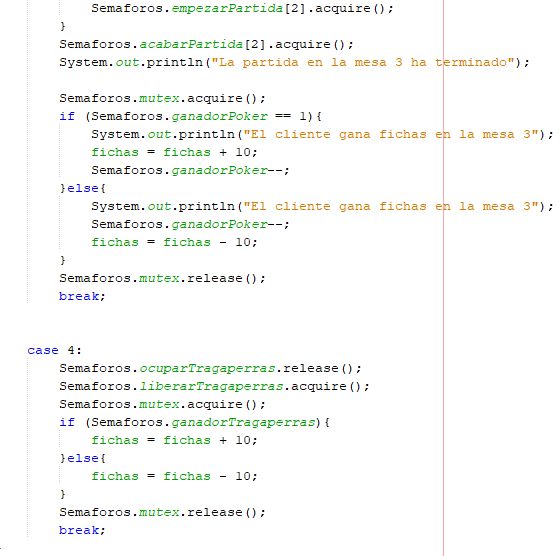 Semaforos.empezarPartida[2].acquire();
}
Semaforos.acabarPartida[2].acquire();
System.out.println("La partida en la mesa 3 ha terminado");
Semaforos.mutex.acquire();
if (Semaforos.ganadorPoker == 1){
System.out.println("El cliente gana fichas en la mesa 3");
fichas = fichas + 10;
Semaforos.ganadorPoker--;
}else{
System.out.println("El cliente gana fichas en la mesa 3");
Semaforos.ganadorPoker--;
fichas = fichas - 10;
}
Semaforos.mutex.release();
break;
case 4:
Semaforos.ocuparTragaperras.release();
Semaforos.liberarTragaperras.acquire();
Semaforos.mutex.acquire();
if (Semaforos.ganadorTragaperras){
fichas = fichas + 10;
}else{
fichas = fichas - 10;
}
Semaforos.mutex.release();
break;